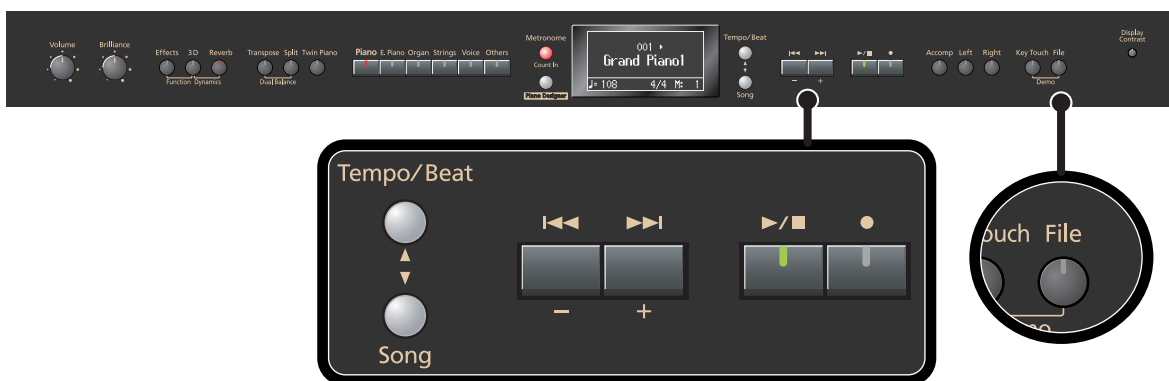 Volume
Brilliance
Effects 3D Reverb
Function Dynamics
Transpose Split Twin Piano
Dual Balance
Piano E. Piano Organ Strings Voice Others
Metronome
Count In
Piano Designer
001
Grand Piano1
♩= 108 4/4 M: 1
Tempo/Beat
Song
− +
Accomp Left Right
Key Touch File
Demo
Display
Contrast
Tempo/Beat
Song
− +
ouch File
mo